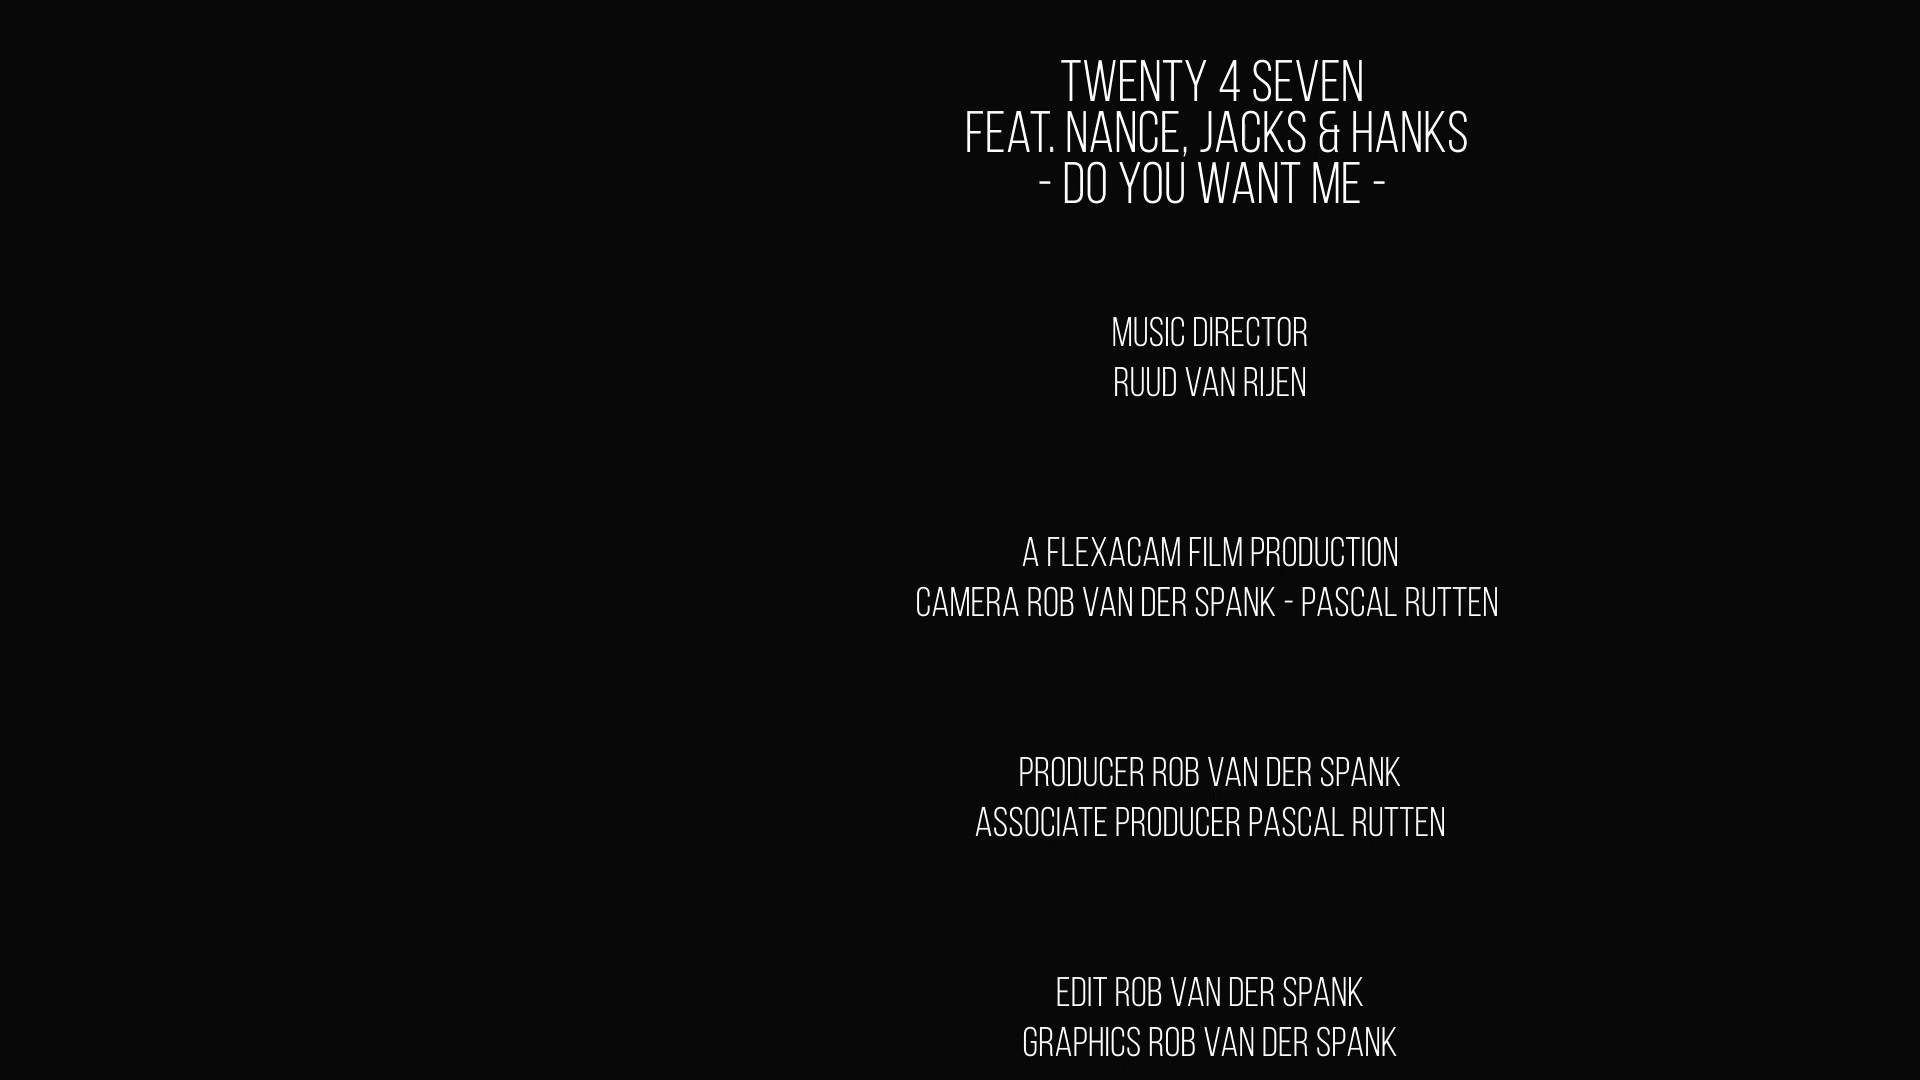 TWENTY 4 SEVEN
FEAT. NANCE, JACKS & HANKS
- DO YOU WANT ME -
MUSIC DIRECTOR
RUUD VAN RIJEN
A FLEXACAM FILM PRODUCTION
CAMERA ROB VAN DER SPANK - PASCAL RUTTEN
PRODUCER ROB VAN DER SPANK
ASSOCIATE PRODUCER PASCAL RUTTEN
EDIT ROB VAN DER SPANK
GRAPHICS ROB VAN DER SPANK